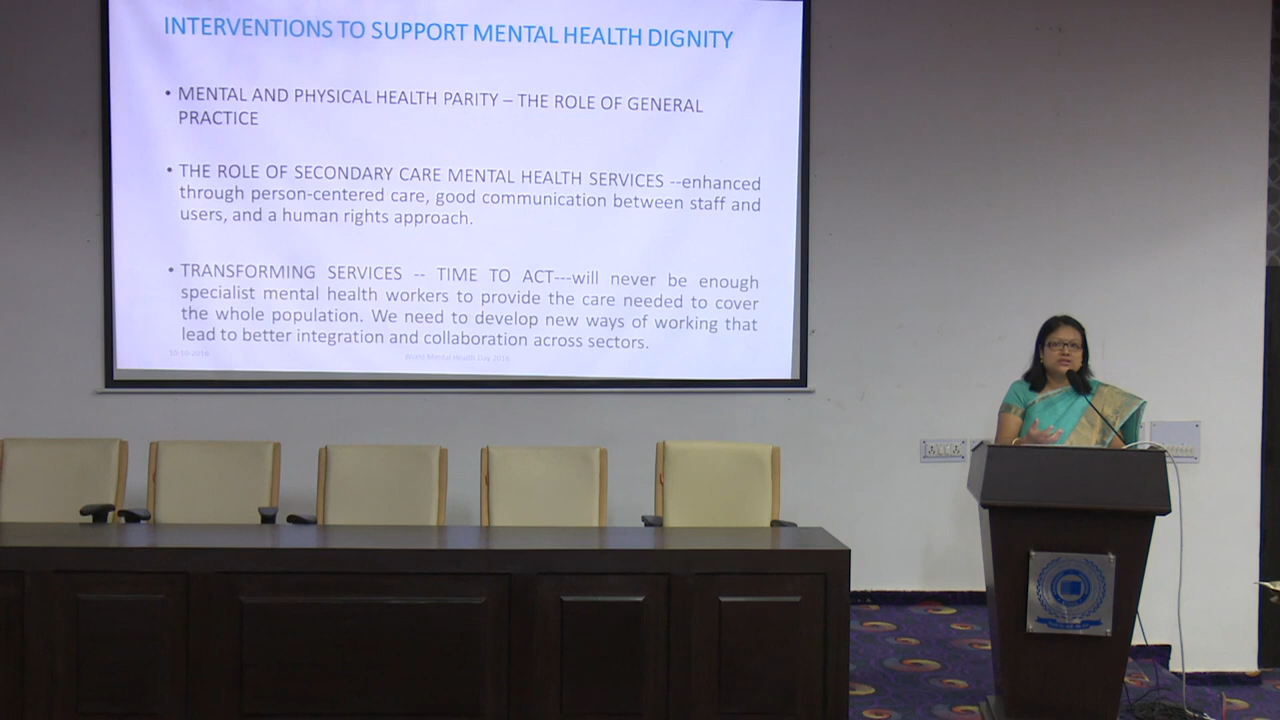 INTERVENTIONS TO SUPPORT MENTAL HEALTH DIGNITY
• MENTAL AND PHYSICAL HEALTH PARITY – THE ROLE OF GENERAL
PRACTICE
• THE ROLE OF SECONDARY CARE MENTAL HEALTH SERVICES --enhanced
through person-centered care, good communication between staff and
users, and a human rights approach.
• TRANSFORMING SERVICES -- TIME TO ACT---will never be enough
specialist mental health workers to provide the care needed to cover
the whole population. We need to develop new ways of working that
lead to better integration and collaboration across sectors.
10-10-2016 World Mental Health Day 2016